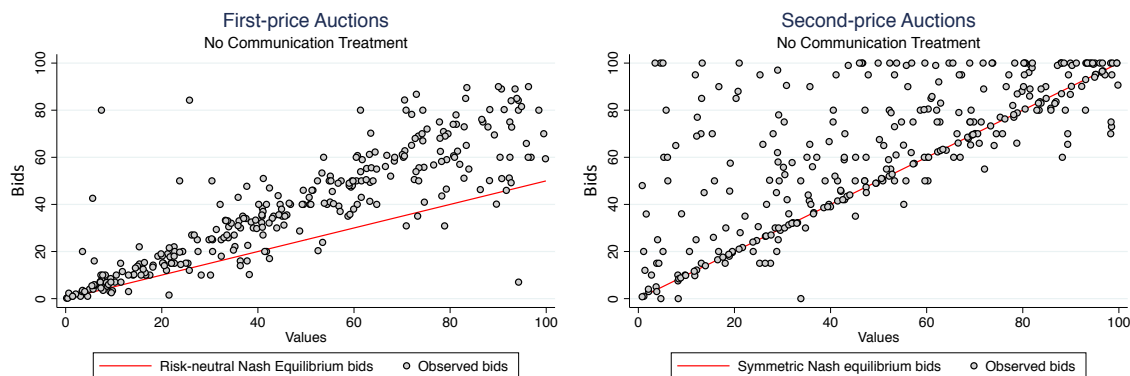 First-price Auctions
No Communication Treatment
Bids
100
80
60
40
20
0
0 20 40 60 80 100
Values
Risk-neutral Nash Equilibrium bids Observed bids
Second-price Auctions
No Communication Treatment
Bids
100
80
60
40
20
0
0 20 40 60 80 100
Values
Symmetric Nash equilibrium bids Observed bids